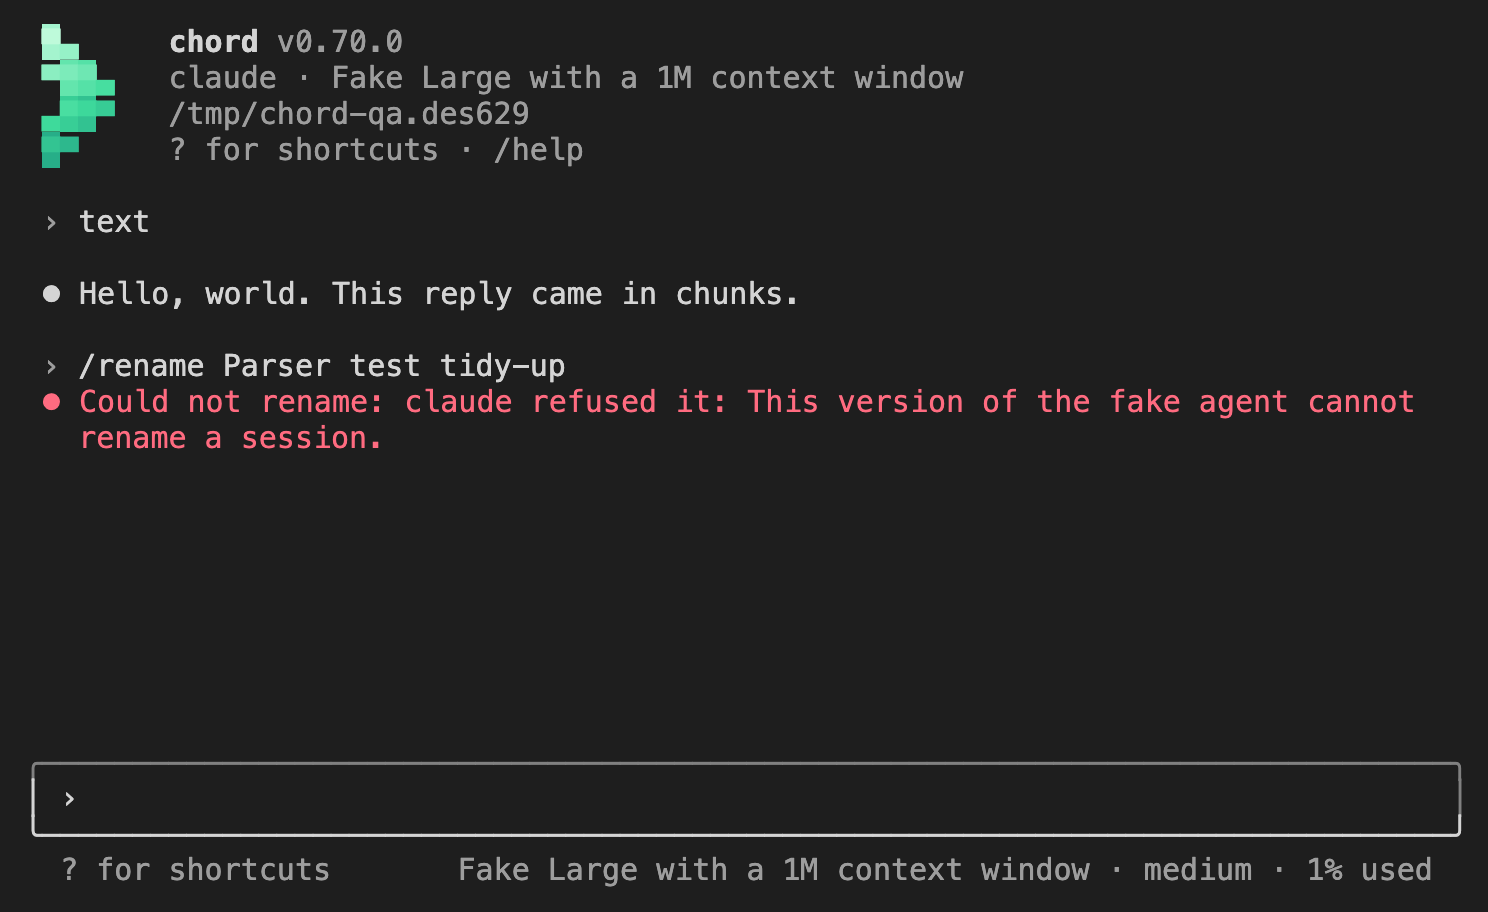 chord v0.70.0
claude · Fake Large with a 1M context window
/tmp/chord-qa.des629
? for shortcuts · /help
› text
● Hello, world. This reply came in chunks.
› /rename Parser test tidy-up
● Could not rename: claude refused it: This version of the fake agent cannot
rename a session.
›
? for shortcuts Fake Large with a 1M context window · medium · 1% used